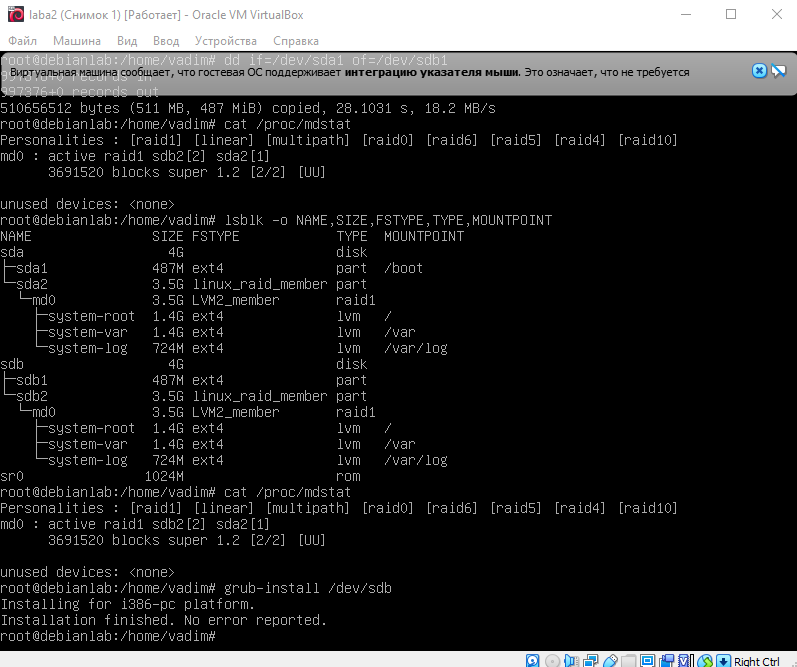 laba2 (Снимок 1) [Работает] - Oracle VM VirtualBox
Файл Машина Вид Ввод Устройства Справка
root@debianlab:/home/vadim# dd if=/dev/sda1 of=/dev/sdb1
Виртуальная машина сообщает, что гостевая ОС поддерживает интеграцию указателя мыши. Это означает, что не требуется
997376+0 records in
997376+0 records out
510656512 bytes (511 MB, 487 MiB) copied, 28.1031 s, 18.2 MB/s
root@debianlab:/home/vadim# cat /proc/mdstat
Personalities : [raid1] [linear] [multipath] [raid0] [raid6] [raid5] [raid4] [raid10]
md0 : active raid1 sdb2[2] sda2[1]
      3691520 blocks super 1.2 [2/2] [UU]
unused devices: <none>
root@debianlab:/home/vadim# lsblk -o NAME,SIZE,FSTYPE,TYPE,MOUNTPOINT
NAME               SIZE FSTYPE            TYPE  MOUNTPOINT
sda                  4G                   disk
├─sda1             487M ext4              part  /boot
└─sda2             3.5G linux_raid_member part
  └─md0            3.5G LVM2_member       raid1
    ├─system-root  1.4G ext4              lvm   /
    ├─system-var   1.4G ext4              lvm   /var
    └─system-log   724M ext4              lvm   /var/log
sdb                  4G                   disk
├─sdb1             487M ext4              part
└─sdb2             3.5G linux_raid_member part
  └─md0            3.5G LVM2_member       raid1
    ├─system-root  1.4G ext4              lvm   /
    ├─system-var   1.4G ext4              lvm   /var
    └─system-log   724M ext4              lvm   /var/log
sr0               1024M                   rom
root@debianlab:/home/vadim# cat /proc/mdstat
Personalities : [raid1] [linear] [multipath] [raid0] [raid6] [raid5] [raid4] [raid10]
md0 : active raid1 sdb2[2] sda2[1]
      3691520 blocks super 1.2 [2/2] [UU]
unused devices: <none>
root@debianlab:/home/vadim# grub-install /dev/sdb
Installing for i386-pc platform.
Installation finished. No error reported.
root@debianlab:/home/vadim#
Right Ctrl